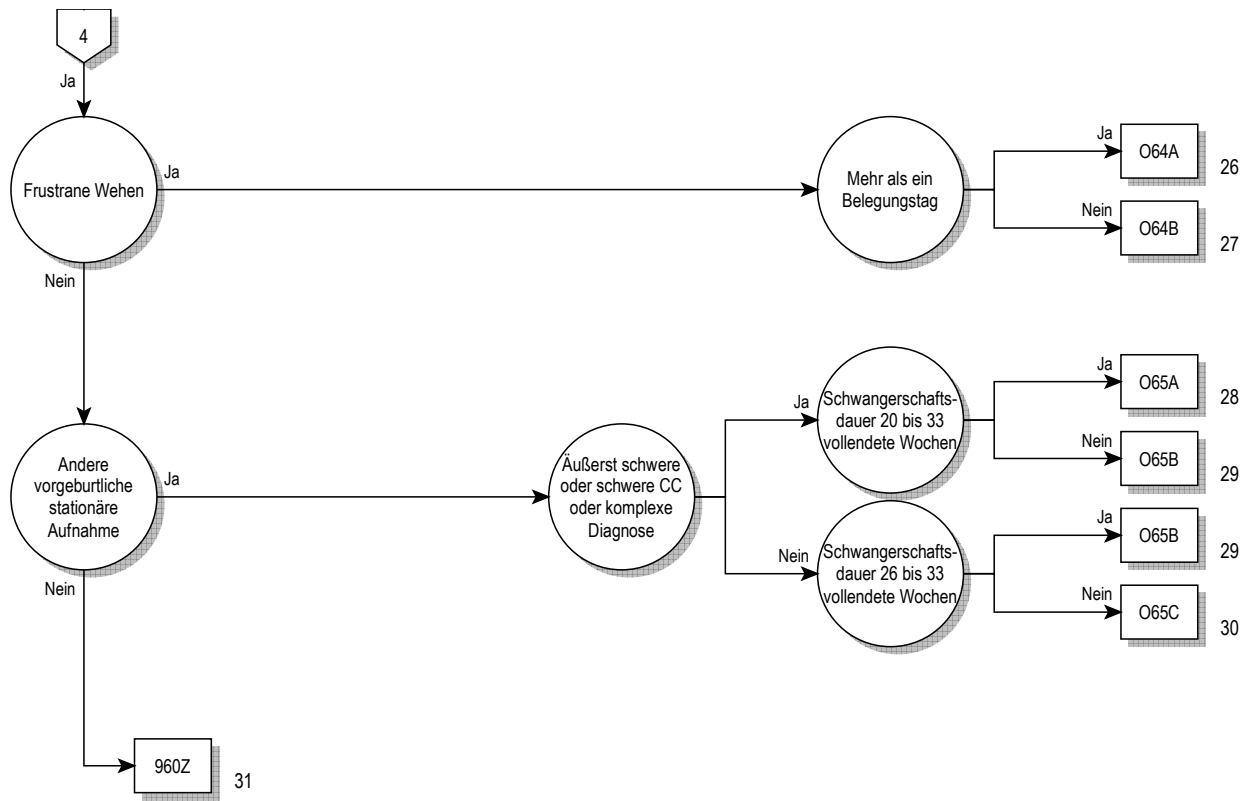 4
Ja
Frustrane Wehen
Ja
Mehr als ein
Belegungstag
Ja
O64A
26
Nein
O64B
27
Nein
Andere
vorgeburtliche
stationäre
Aufnahme
Ja
Äußerst schwere
oder schwere CC
oder komplexe
Diagnose
Ja
Schwangerschafts-
dauer 20 bis 33
vollendete Wochen
Ja
O65A
28
Nein
O65B
29
Nein
Schwangerschafts-
dauer 26 bis 33
vollendete Wochen
Ja
O65B
29
Nein
O65C
30
Nein
960Z
31